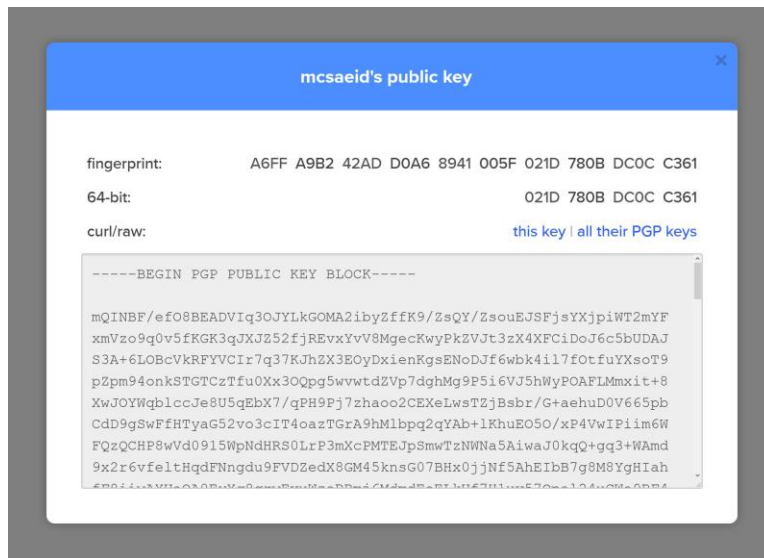 mcsaeid's public key
fingerprint: A6FF A9B2 42AD D0A6 8941 005F 021D 780B DC0C C361
64-bit: 021D 780B DC0C C361
curl/raw: this key | all their PGP keys
-----BEGIN PGP PUBLIC KEY BLOCK-----
mQINBF/efO8BEADVIq3OJYLkGOMA2ibyZffK9/ZsQY/ZsouEJSFjsYXjpiWT2mYF
xmVzo9q0v5fKGK3qJXJZ52fjREvxYvV8MgecKwyPkZVJt3zX4XFCiDoJ6c5bUDAJ
S3A+6LOBcVkRFYVCIr7q37KJhZX3EOyDxienKgsENoDJf6wbk4il7fOtfuYXsoT9
pZpm94onkSTGTCzTfu0Xx3OQpg5wvwtdZVp7dghMg9P5i6VJ5hWyPOAFLMmxit+8
XwJOYWqblccJe8U5qEbX7/qPH9Pj7zhaoo2CEXeLwsTZjBsbr/G+aehuD0V665pb
CdD9gSwFfHTyaG52vo3cIT4oazTGrA9hMlbpq2qYAb+lKhuEO5O/xP4VwIPiim6W
FQzQCHP8wVd0915WpNdHRS0LrP3mXcPMTEJpSmwTzNWNa5AiwaJ0kqQ+gq3+WAmd
9x2r6vfeltHqdFNngdu9FVDZedX8GM45knsG07BHx0jjNf5AhEIbB7g8M8YgHIah